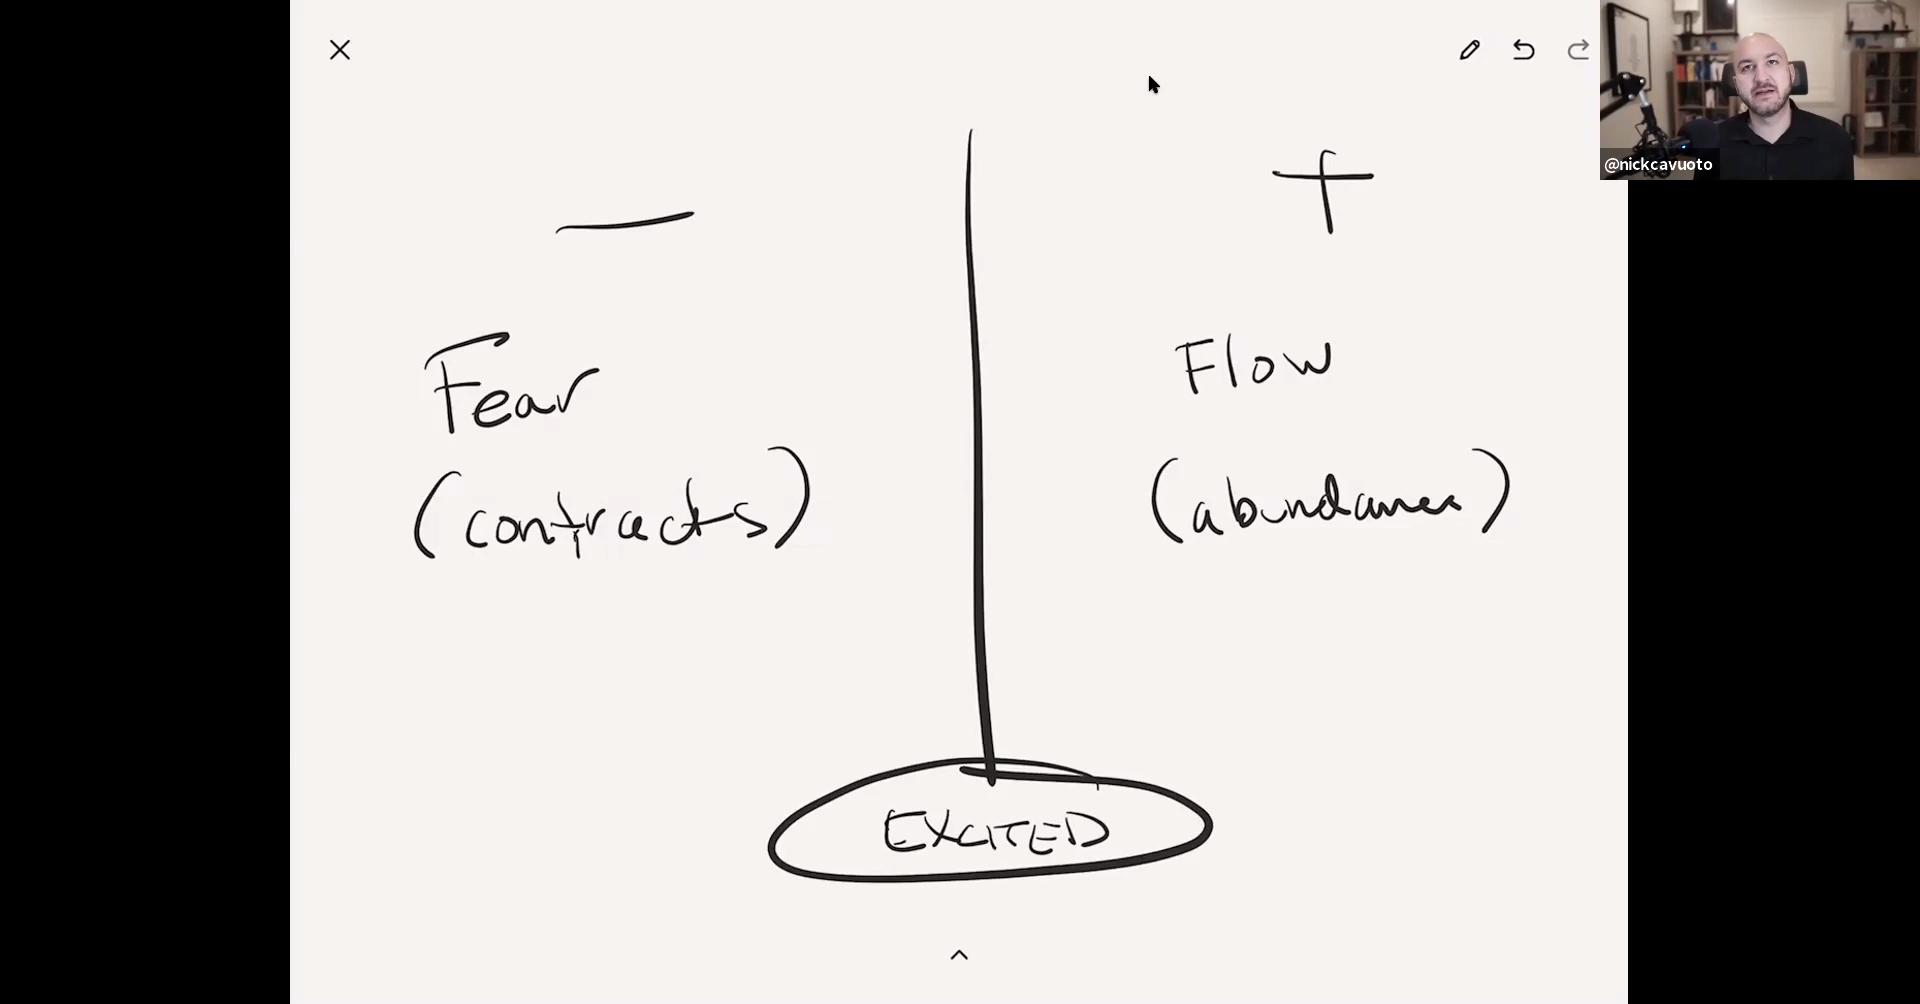 @nickcavuoto
— +
Fear
(contracts)
Flow
(abundance)
EXCITED